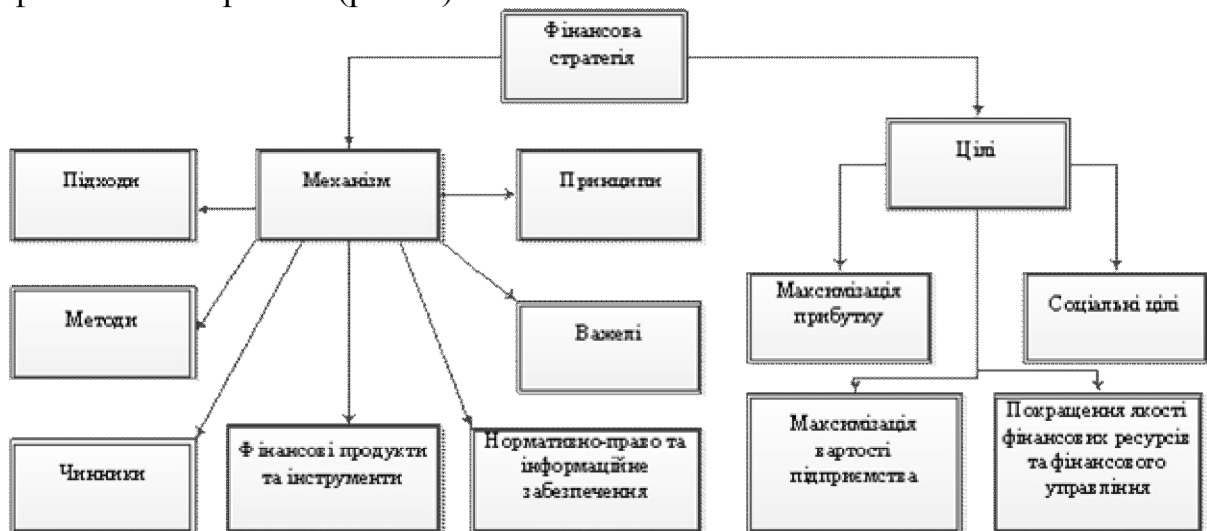 Фінансова
стратегія
Цілі
Підходи
Механізм
Принципи
Максимізація
прибутку
Соціальні цілі
Методи
Важелі
Максимізація
вартості
підприємства
Покращення якості
фінансових ресурсів
та фінансового
управління
Чинники
Фінансові продукти
та інструменти
Нормативно-право та
інформаційне
забезпечення